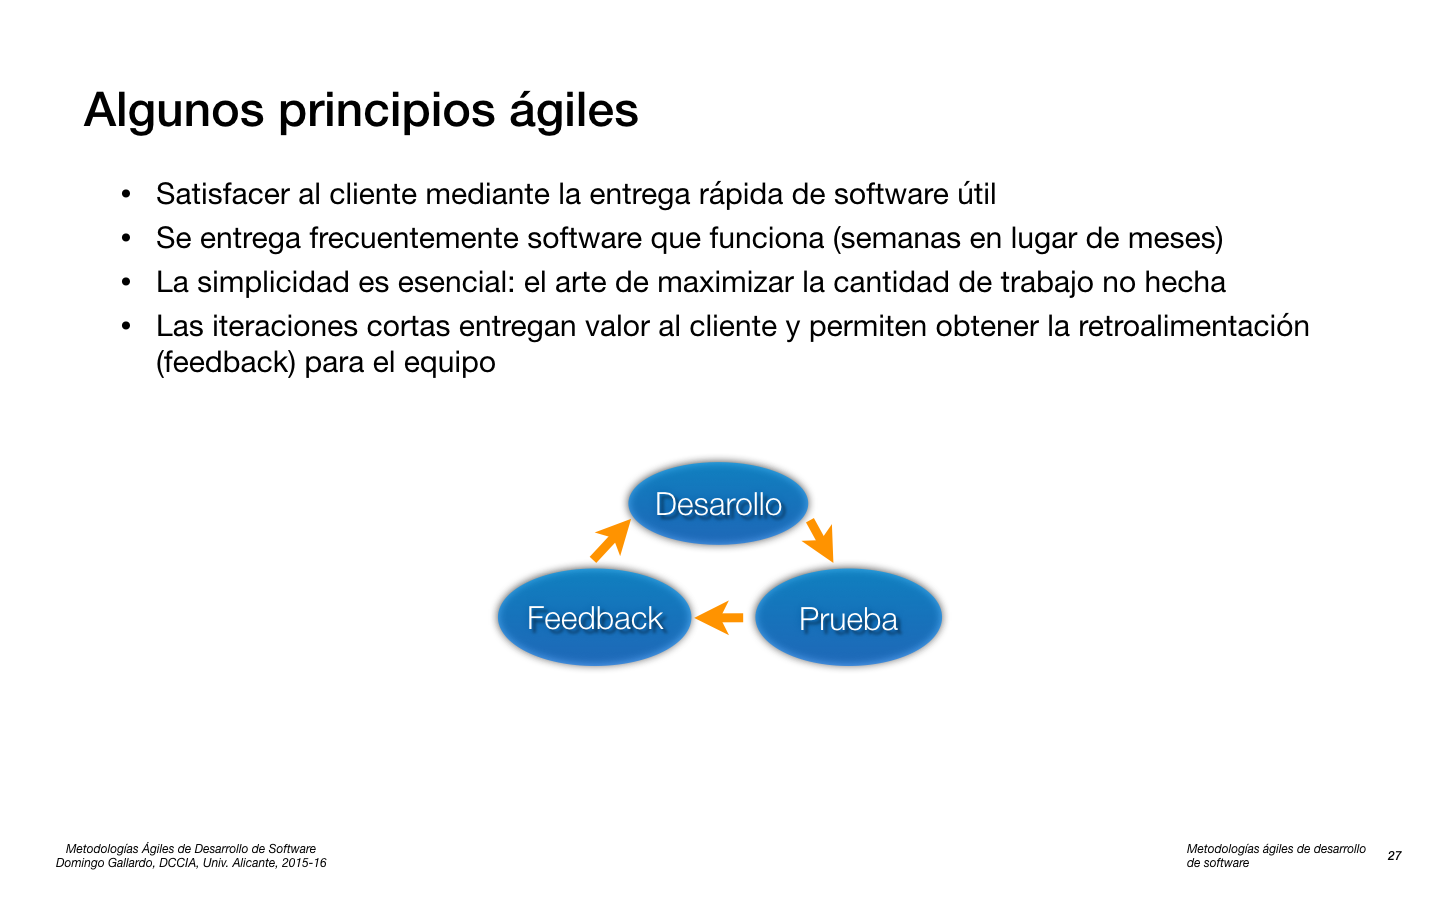 Algunos principios ágiles
• Satisfacer al cliente mediante la entrega rápida de software útil
• Se entrega frecuentemente software que funciona (semanas en lugar de meses)
• La simplicidad es esencial: el arte de maximizar la cantidad de trabajo no hecha
• Las iteraciones cortas entregan valor al cliente y permiten obtener la retroalimentación
(feedback) para el equipo
Desarollo
Feedback
Prueba
Metodologías Ágiles de Desarrollo de Software
Domingo Gallardo, DCCIA, Univ. Alicante, 2015-16
Metodologías ágiles de desarrollo
de software
27